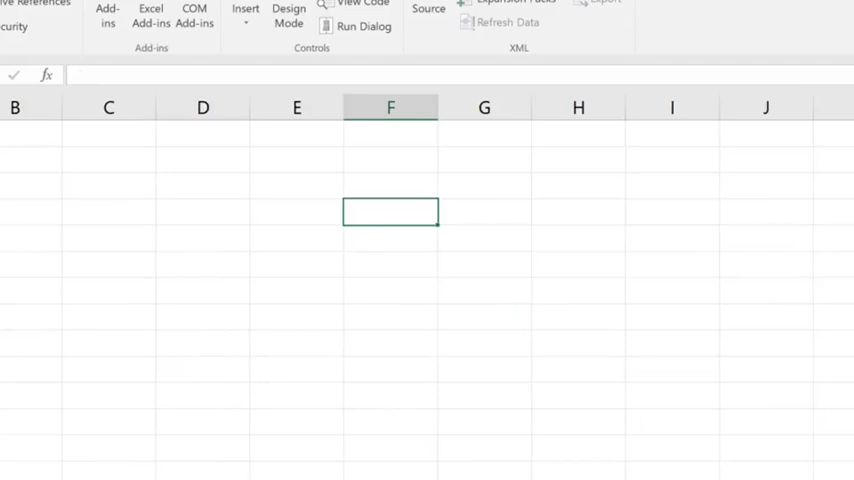 ive References
Add-
ins
Excel
Add-ins
COM
Add-ins
Insert
Design
Mode
View Code
Run Dialog
Source
Expansion Packs
Export
Refresh Data
curity
Add-ins
Controls
XML
fx
B C D E F G H I J